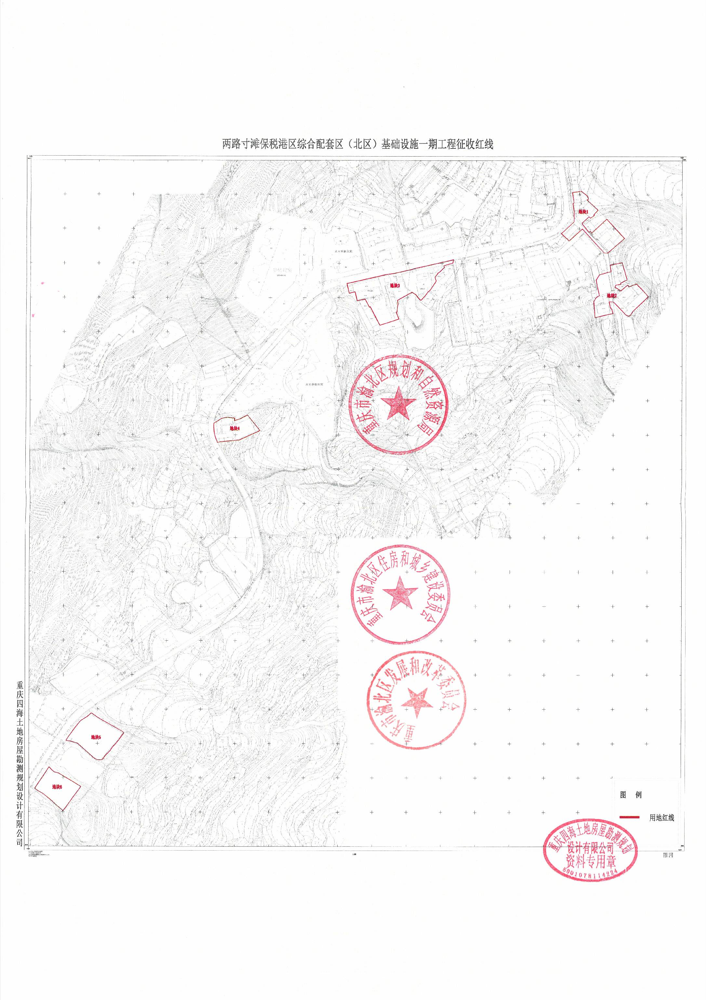 两路寸滩保税港区综合配套区（北区）基础设施一期工程征收红线
地块1
地块2
地块3
地块4
重庆市渝北区规划和自然资源局
重庆市渝北区住房和城乡建设委员会
重庆市渝北区发展和改革委员会
地块5
地块6
重庆四海土地房屋勘测规划设计有限公司
图 例
用地红线
重庆四海土地房屋勘测规划
设计有限公司
资料专用章
5001078114224